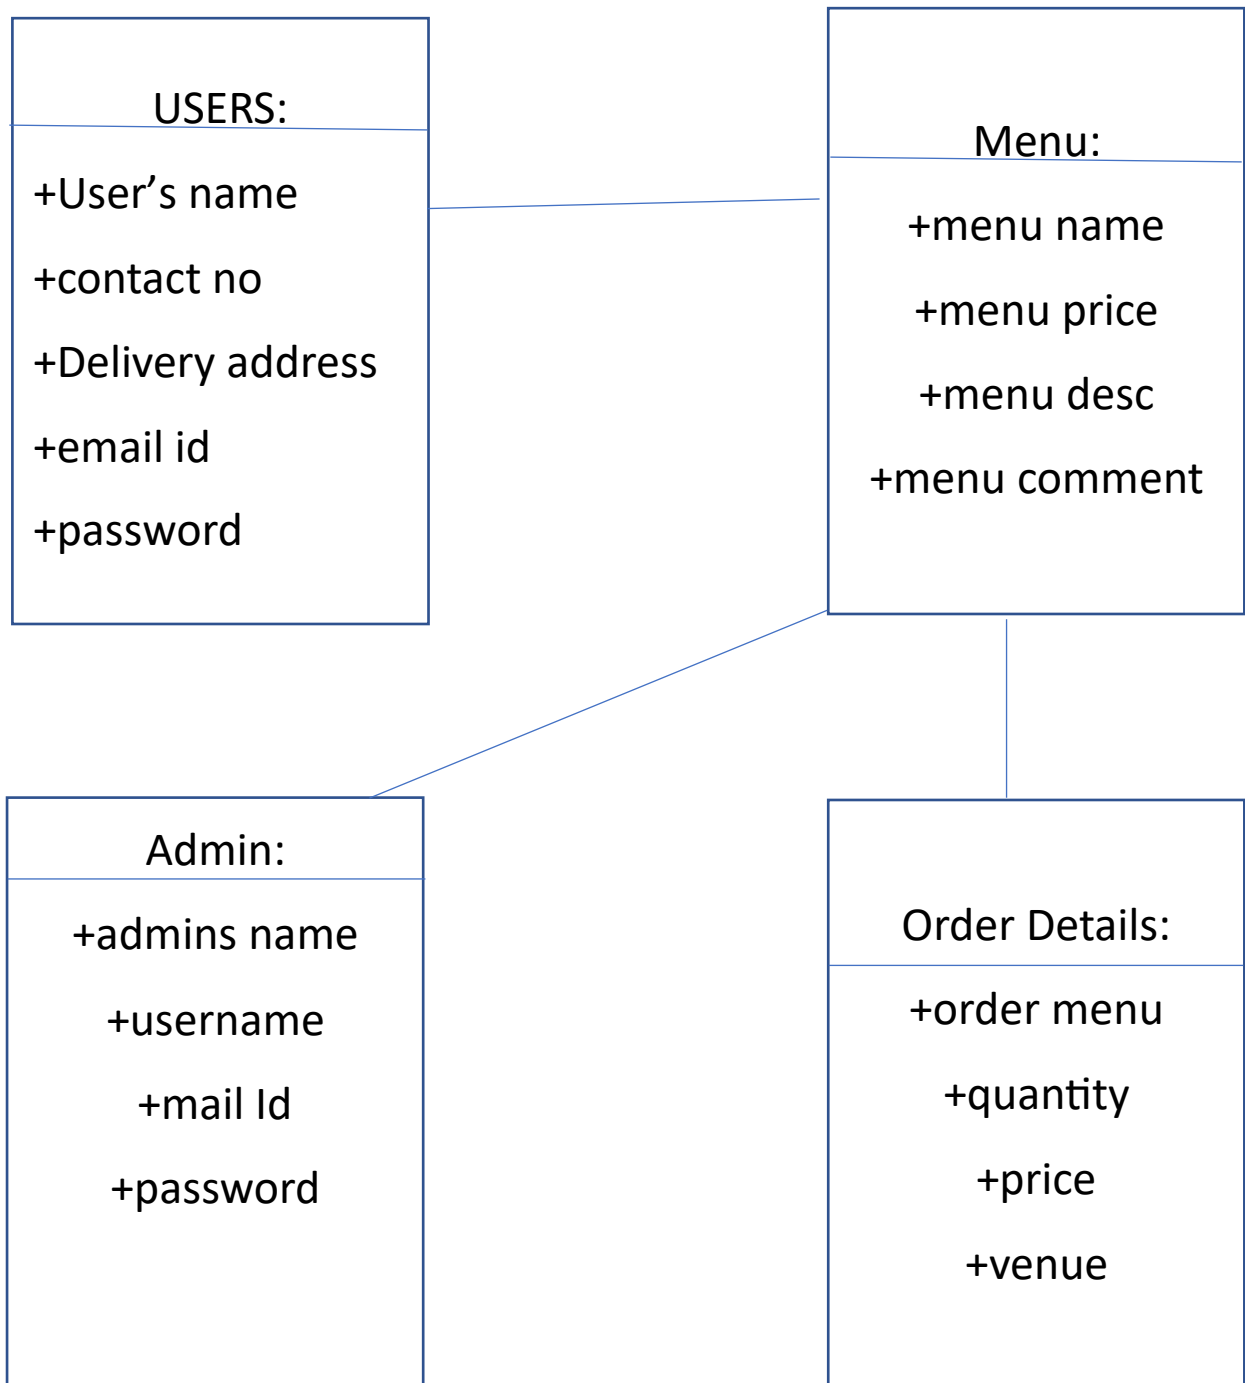 USERS:
+User’s name
+contact no
+Delivery address
+email id
+password
Menu:
+menu name
+menu price
+menu desc
+menu comment
Admin:
+admins name
+username
+mail Id
+password
Order Details:
+order menu
+quantity
+price
+venue